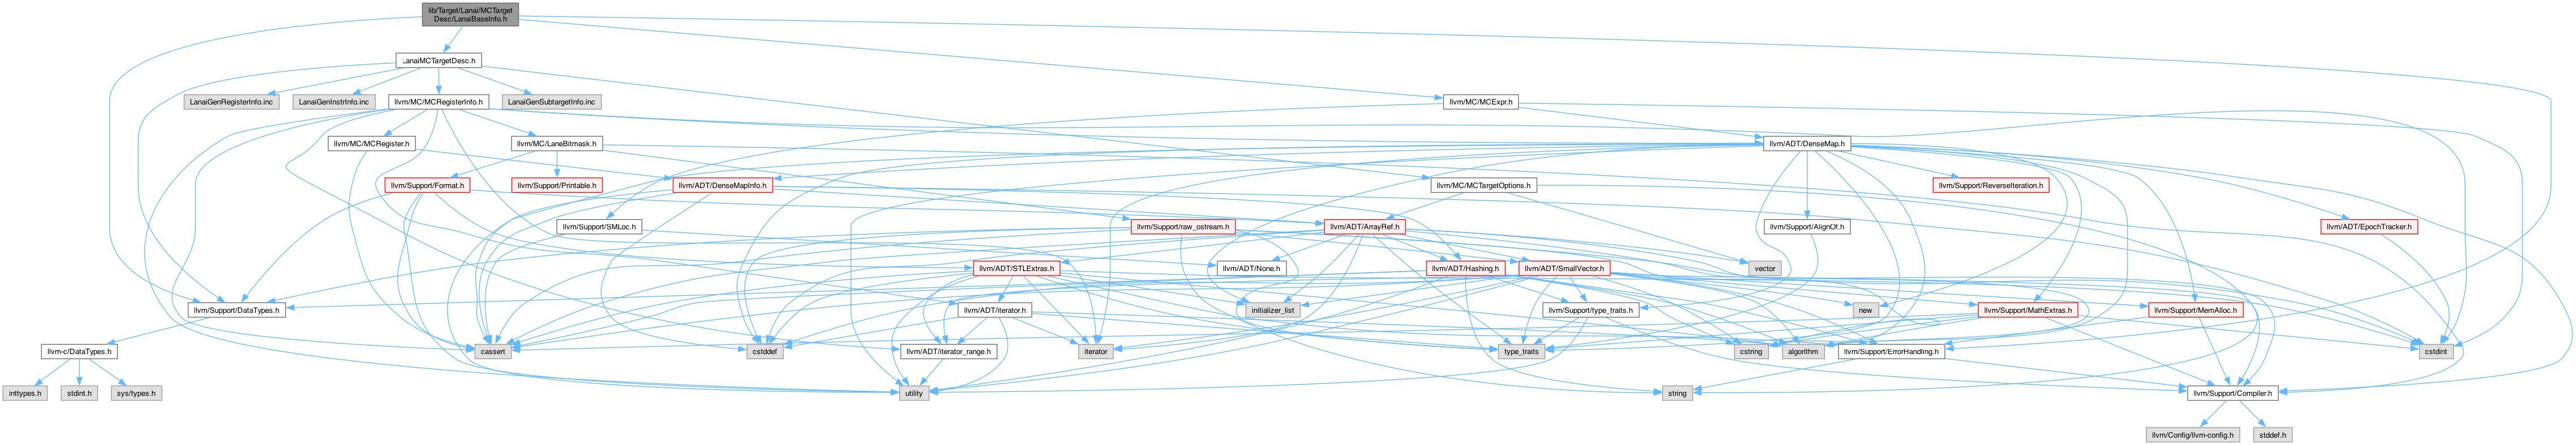 lib/Target/Lanai/MCTarget
Desc/LanaiBaseInfo.h
LanaiMCTargetDesc.h
LanaiGenRegisterInfo.inc
LanaiGenInstrInfo.inc
llvm/MC/MCRegisterInfo.h
LanaiGenSubtargetInfo.inc
llvm/MC/MCExpr.h
llvm/MC/MCRegister.h
llvm/MC/LaneBitmask.h
llvm/ADT/DenseMap.h
llvm/Support/Format.h
llvm/Support/Printable.h
llvm/ADT/DenseMapInfo.h
llvm/MC/MCTargetOptions.h
llvm/Support/ReverseIteration.h
llvm/Support/SMLoc.h
llvm/Support/raw_ostream.h
llvm/ADT/ArrayRef.h
llvm/Support/AlignOf.h
llvm/ADT/EpochTracker.h
llvm/ADT/STLExtras.h
llvm/ADT/None.h
llvm/ADT/Hashing.h
llvm/ADT/SmallVector.h
vector
llvm/Support/DataTypes.h
llvm/ADT/iterator.h
initializer_list
llvm/Support/type_traits.h
new
llvm/Support/MathExtras.h
llvm/Support/MemAlloc.h
llvm-c/DataTypes.h
cassert
cstddef
llvm/ADT/iterator_range.h
iterator
type_traits
cstring
algorithm
llvm/Support/ErrorHandling.h
cstdint
inttypes.h
stdint.h
sys/types.h
utility
string
llvm/Support/Compiler.h
llvm/Config/llvm-config.h
stddef.h